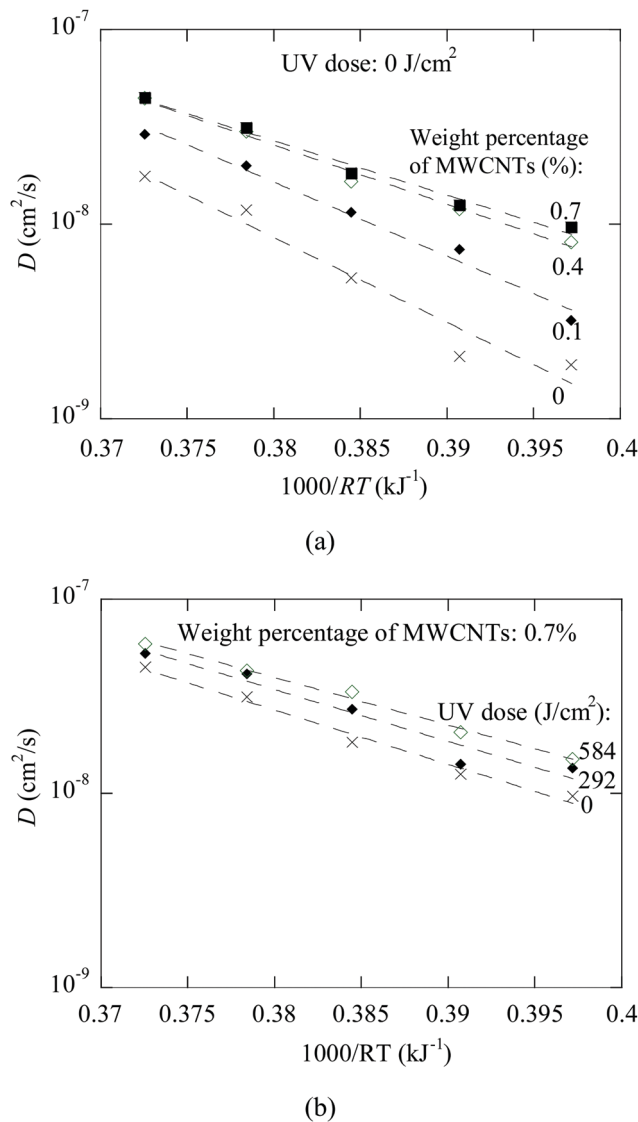 10⁻⁷
UV dose: 0 J/cm²
Weight percentage
of MWCNTs (%):
D (cm²/s)
10⁻⁸
0.7
0.4
0.1
0
10⁻⁹
0.37 0.375 0.38 0.385 0.39 0.395 0.4
1000/RT (kJ⁻¹)
(a)
10⁻⁷
Weight percentage of MWCNTs: 0.7%
UV dose (J/cm²):
D (cm²/s)
584
292
10⁻⁸
0
10⁻⁹
0.37 0.375 0.38 0.385 0.39 0.395 0.4
1000/RT (kJ⁻¹)
(b)